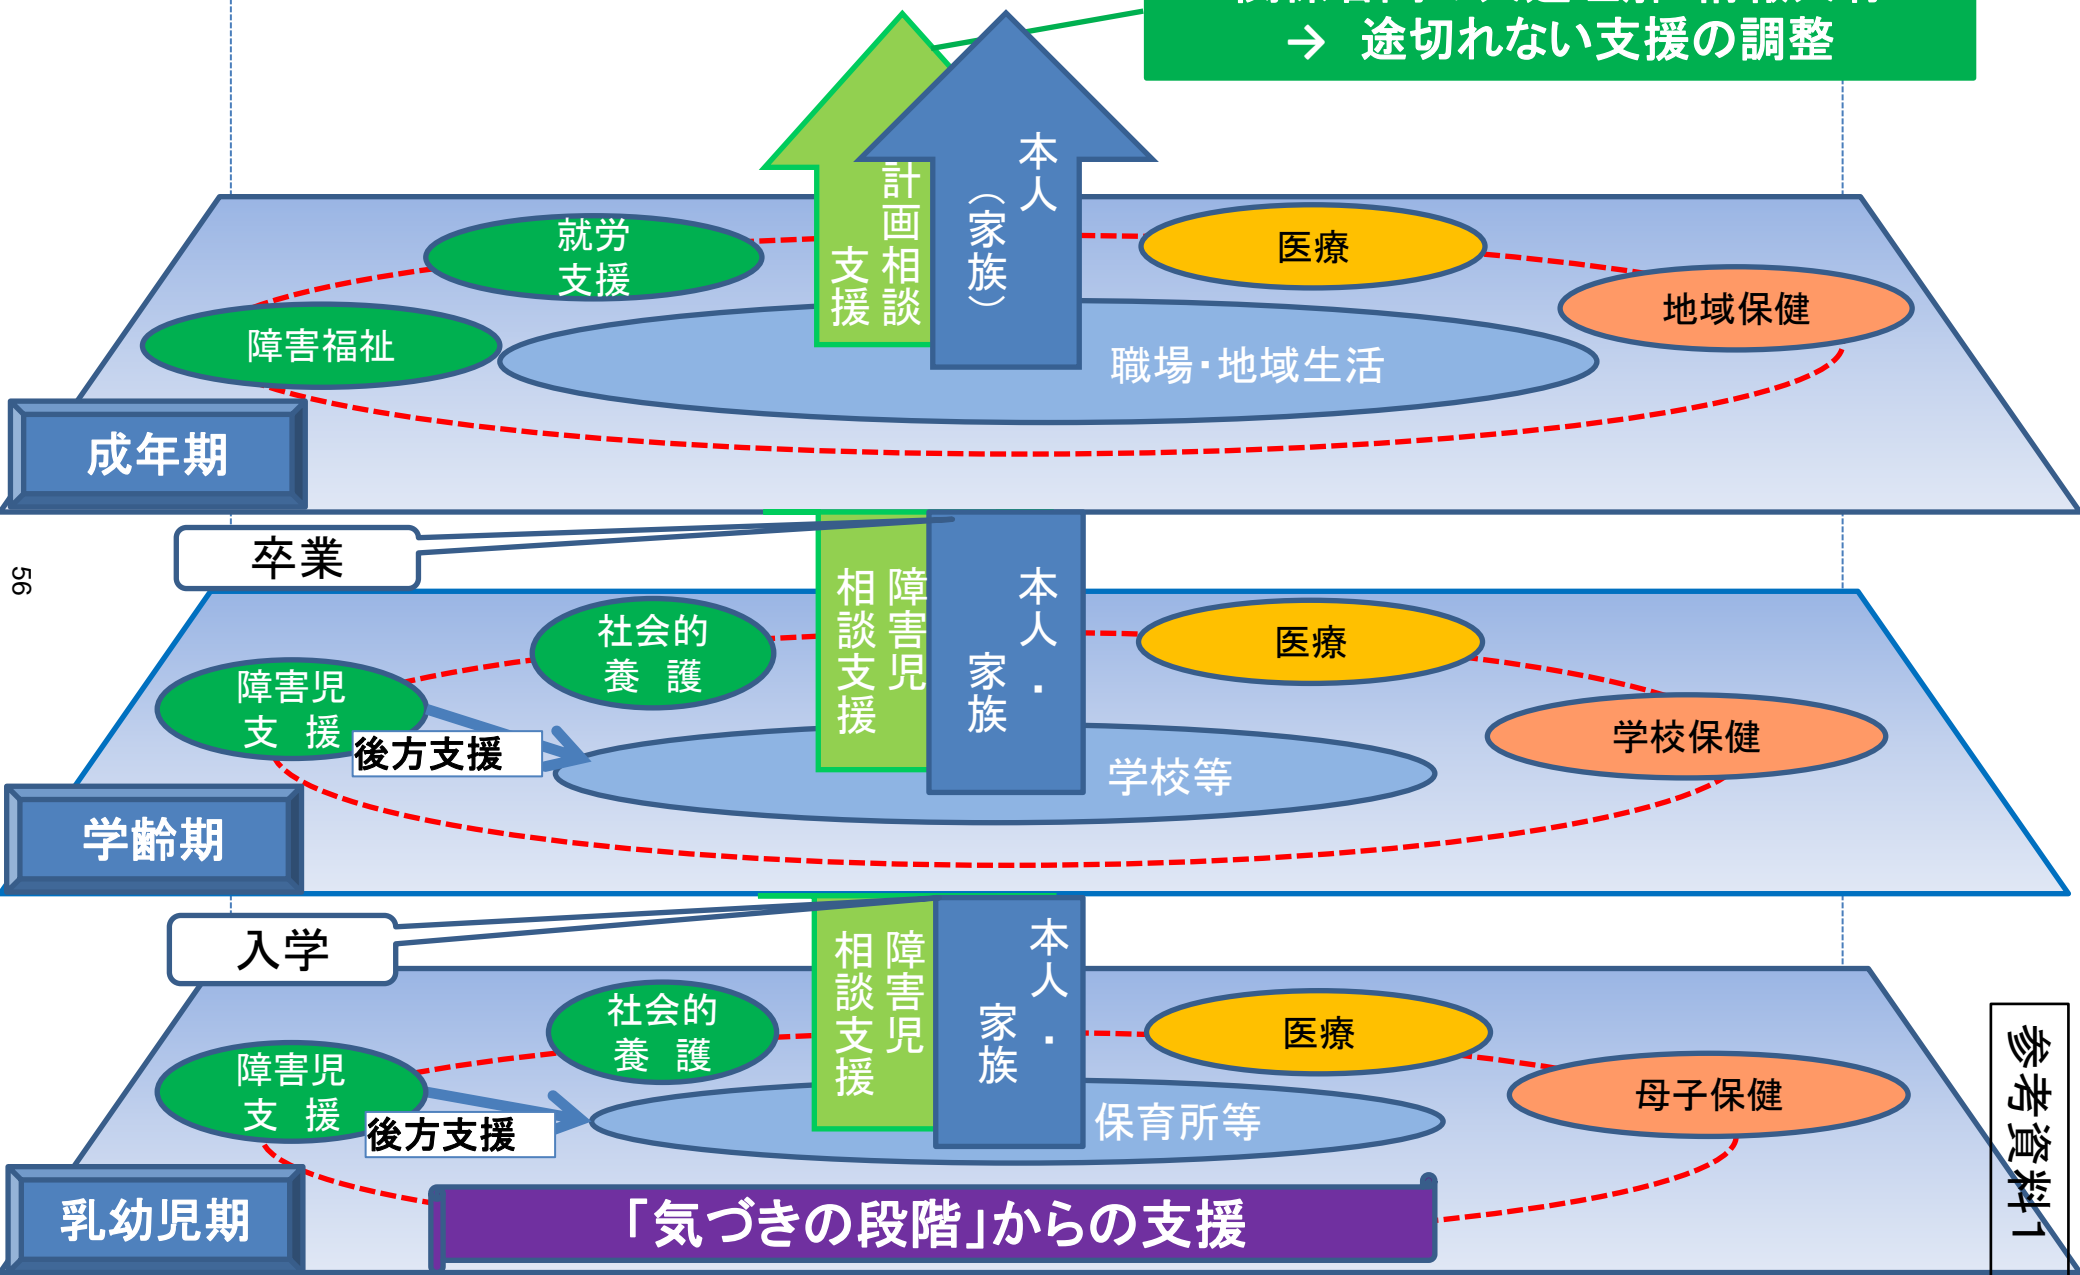 → 途切れない支援の調整
本人
（家族）
計画相談
支援
就労
支援
医療
地域保健
障害福祉
職場・地域生活
成年期
卒業
56
本人・
家族
障害児
相談支援
社会的
養 護
医療
障害児
支 援
後方支援
学校保健
学校等
学齢期
入学
本人・
家族
障害児
相談支援
社会的
養 護
医療
障害児
支 援
後方支援
母子保健
保育所等
参考資料1
乳幼児期
「気づきの段階」からの支援